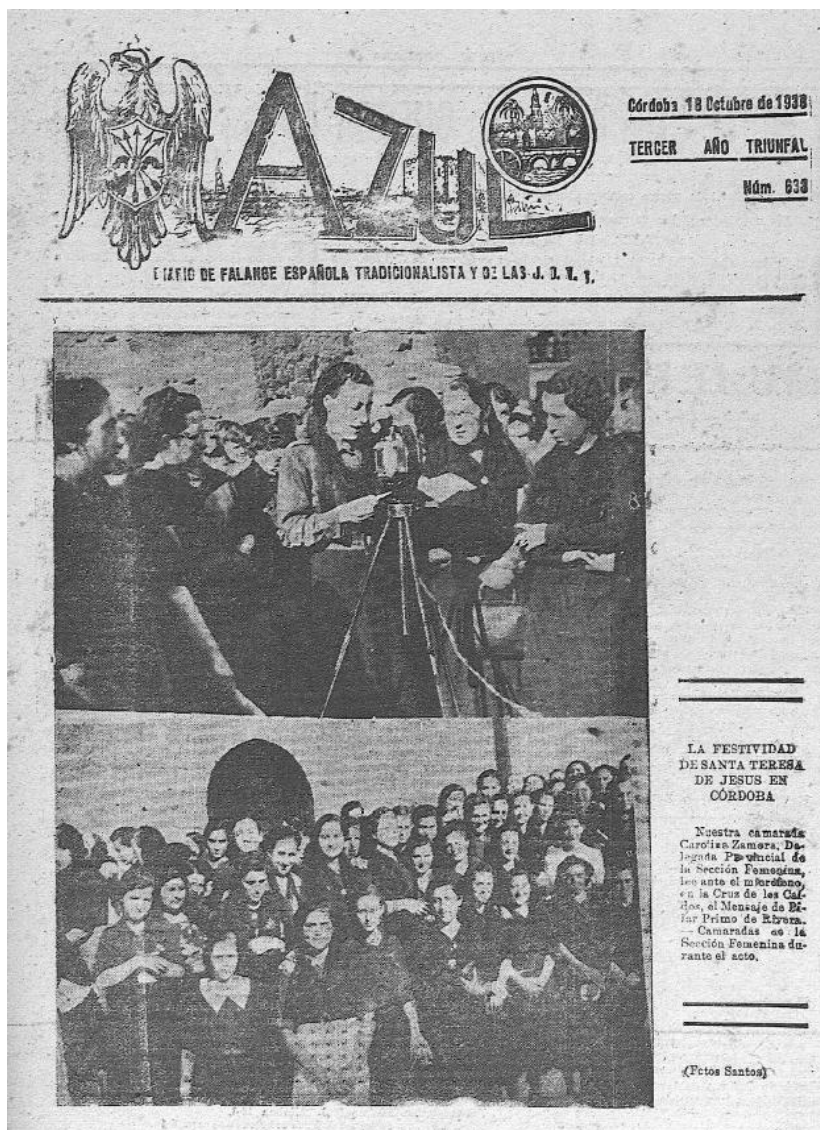 AZUL
Córdoba 18 Octubre de 1938
TERCER AÑO TRIUNFAL
Núm. 633
DIARIO DE FALANGE ESPAÑOLA TRADICIONALISTA Y DE LAS J. O. N. S.
LA FESTIVIDAD
DE SANTA TERESA
DE JESUS EN
CÓRDOBA
Nuestra camarada
Carolina Zamora, De-
legada Provincial de
la Sección Femenina,
lee ante el micrófono,
en la Cruz de los Caí-
dos, el Mensaje de Pi-
lar Primo de Rivera.
— Camaradas de la
Sección Femenina du-
rante el acto.
(Fotos Santos)